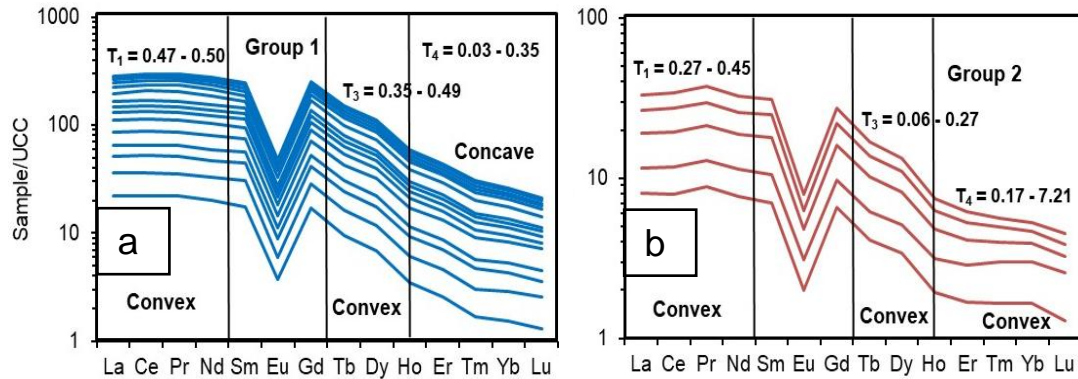 Sample/UCC
1000
100
10
1
T₁ = 0.47 - 0.50
Group 1
T₄ = 0.03 - 0.35
T₃ = 0.35 - 0.49
Concave
a
Convex
Convex
La Ce Pr Nd Sm Eu Gd Tb Dy Ho Er Tm Yb Lu
100
10
1
T₁ = 0.27 - 0.45
Group 2
T₃ = 0.06 - 0.27
T₄ = 0.17 - 7.21
b
Convex
Convex
Convex
La Ce Pr Nd Sm Eu Gd Tb Dy Ho Er Tm Yb Lu